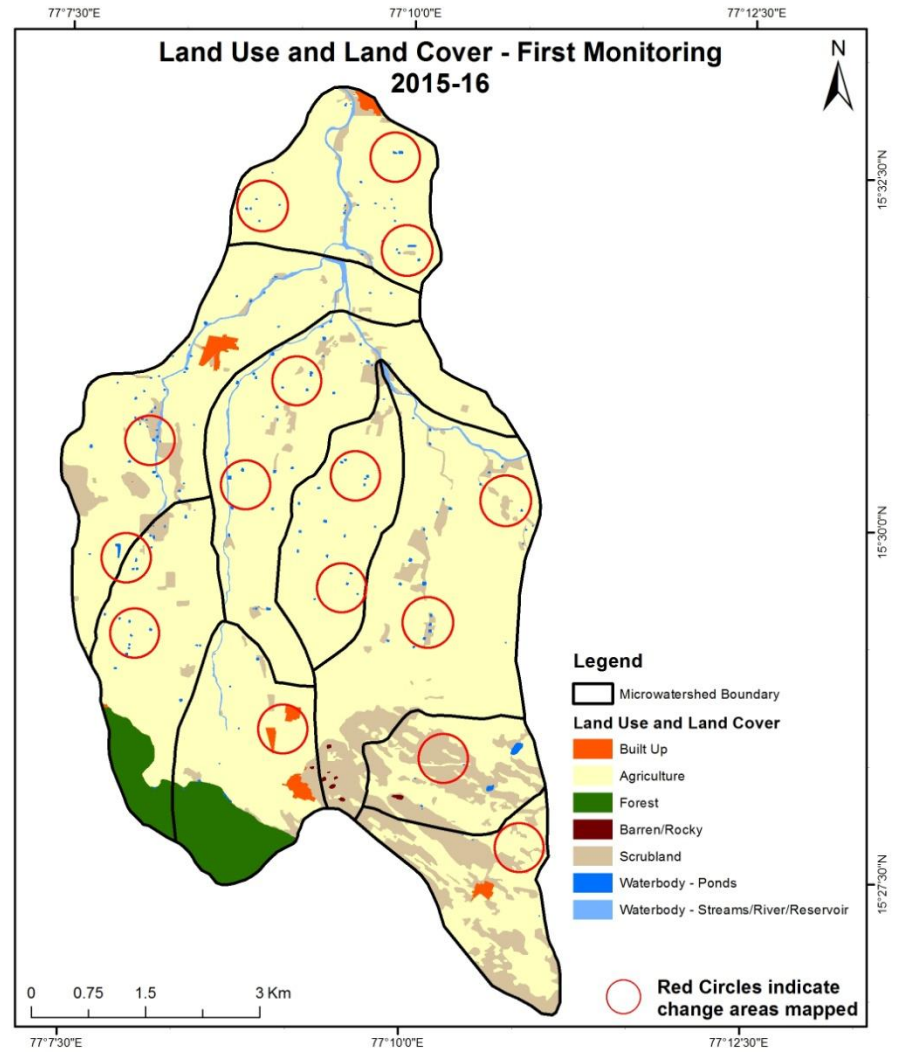 77°7'30"E 77°10'0"E 77°12'30"E
Land Use and Land Cover - First Monitoring
2015-16
N
15°32'30"N
15°30'0"N
15°27'30"N
Legend
Microwatershed Boundary
Land Use and Land Cover
Built Up
Agriculture
Forest
Barren/Rocky
Scrubland
Waterbody - Ponds
Waterbody - Streams/River/Reservoir
0 0.75 1.5 3 Km
Red Circles indicate
change areas mapped
77°7'30"E 77°10'0"E 77°12'30"E